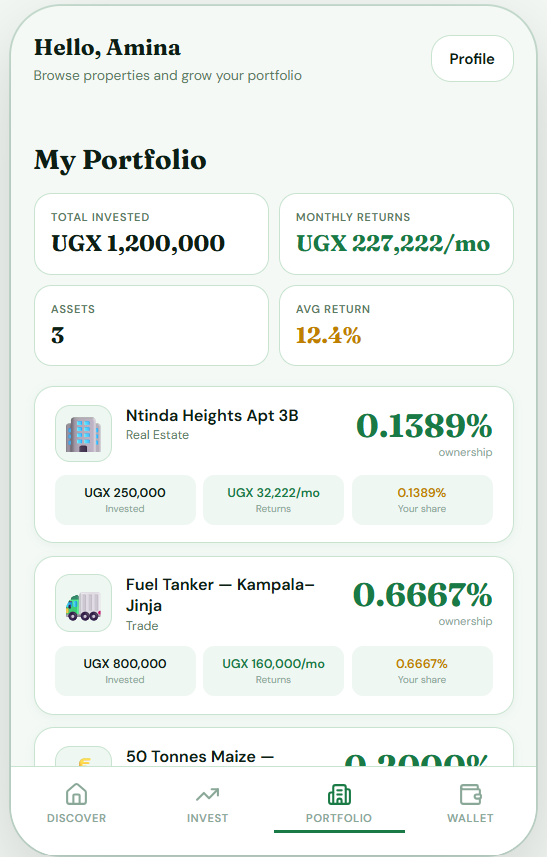 Hello, Amina
Browse properties and grow your portfolio
Profile
My Portfolio
TOTAL INVESTED
UGX 1,200,000
MONTHLY RETURNS
UGX 227,222/mo
ASSETS
3
AVG RETURN
12.4%
Ntinda Heights Apt 3B
Real Estate
0.1389%
ownership
UGX 250,000
Invested
UGX 32,222/mo
Returns
0.1389%
Your share
Fuel Tanker — Kampala–
Jinja
Trade
0.6667%
ownership
UGX 800,000
Invested
UGX 160,000/mo
Returns
0.6667%
Your share
50 Tonnes Maize —
0.2000%
DISCOVER
INVEST
PORTFOLIO
WALLET